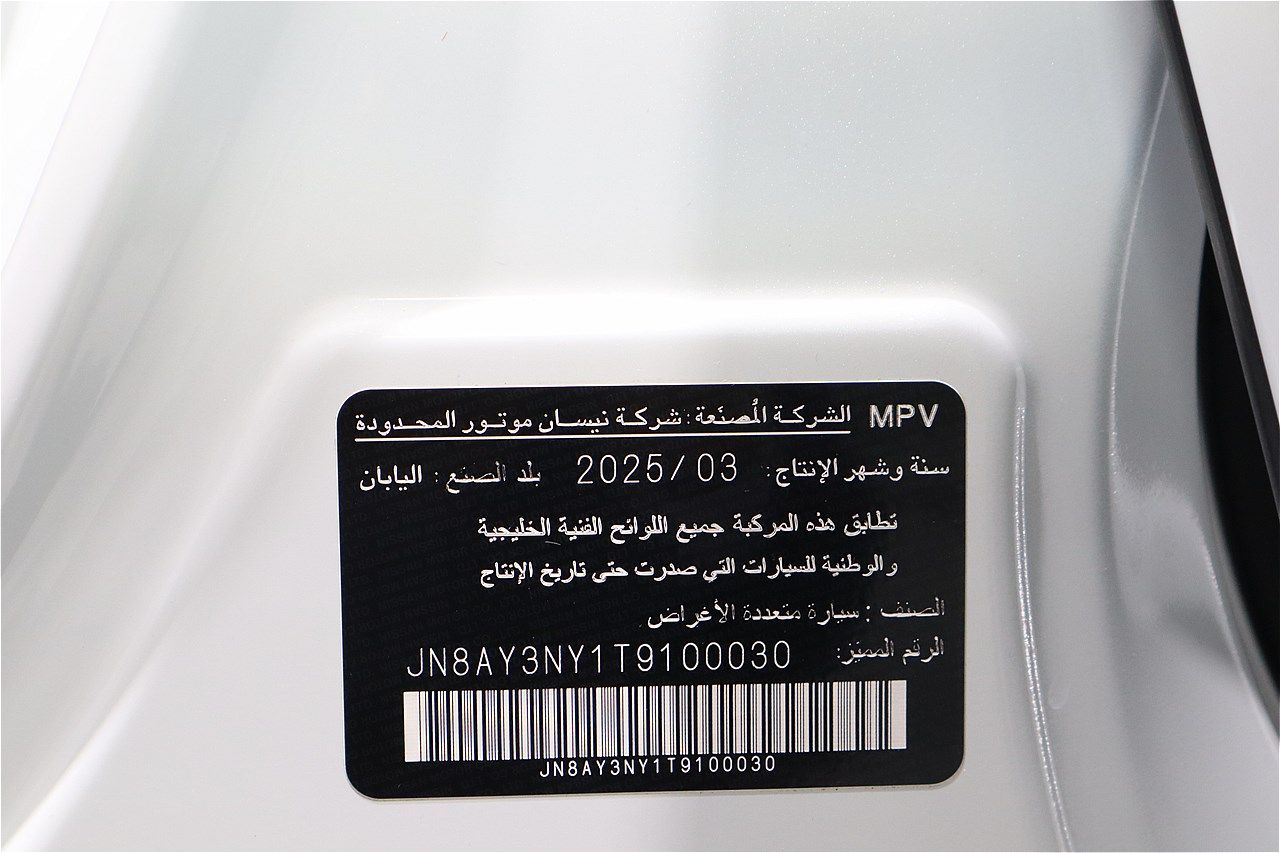 MPV الشركة المُصنّعة: شركة نيسان موتور المحدودة
سنة وشهر الإنتاج: 2025/03 بلد الصنع: اليابان
تطابق هذه المركبة جميع اللوائح الفنية الخليجية
والوطنية للسيارات التي صدرت حتى تاريخ الإنتاج
الصنف: سيارة متعددة الأغراض
الرقم المميّز: JN8AY3NY1T9100030
JN8AY3NY1T9100030